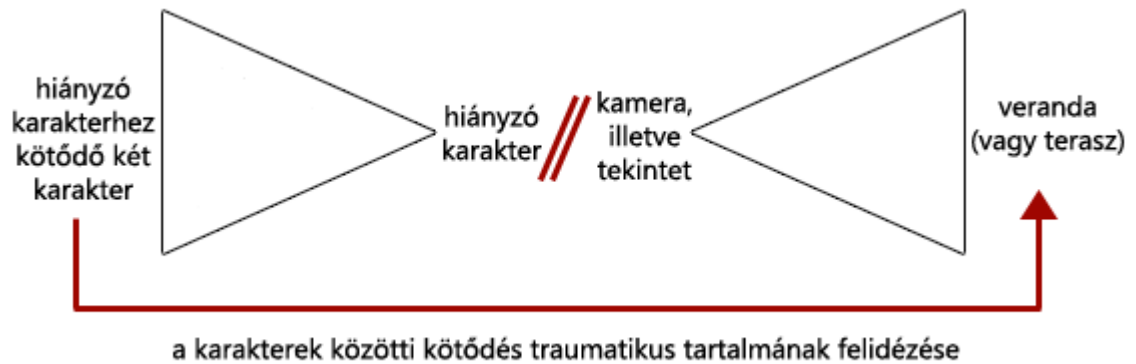 hiányzó
karakterhez
kötődő két
karakter
hiányzó
karakter
kamera,
illetve
tekintet
veranda
(vagy terasz)
a karakterek közötti kötődés traumatikus tartalmának felidézése